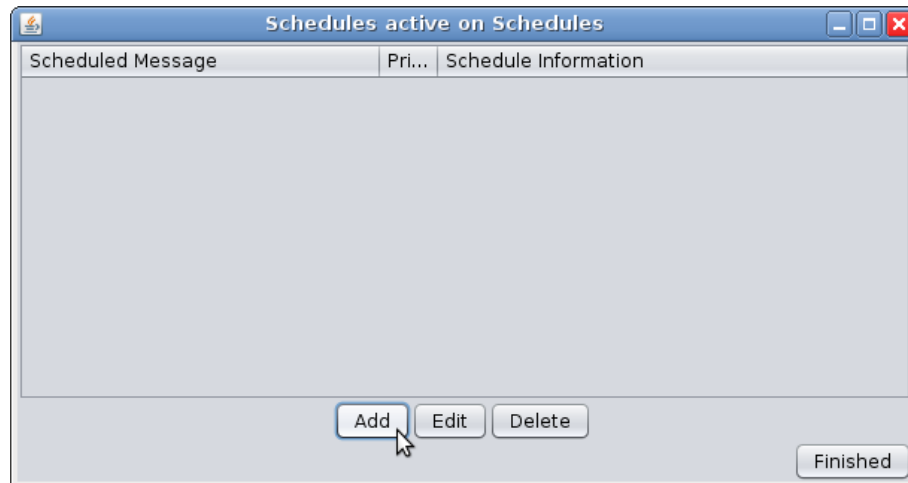 Schedules active on Schedules
Scheduled Message Pri... Schedule Information
Add Edit Delete
Finished